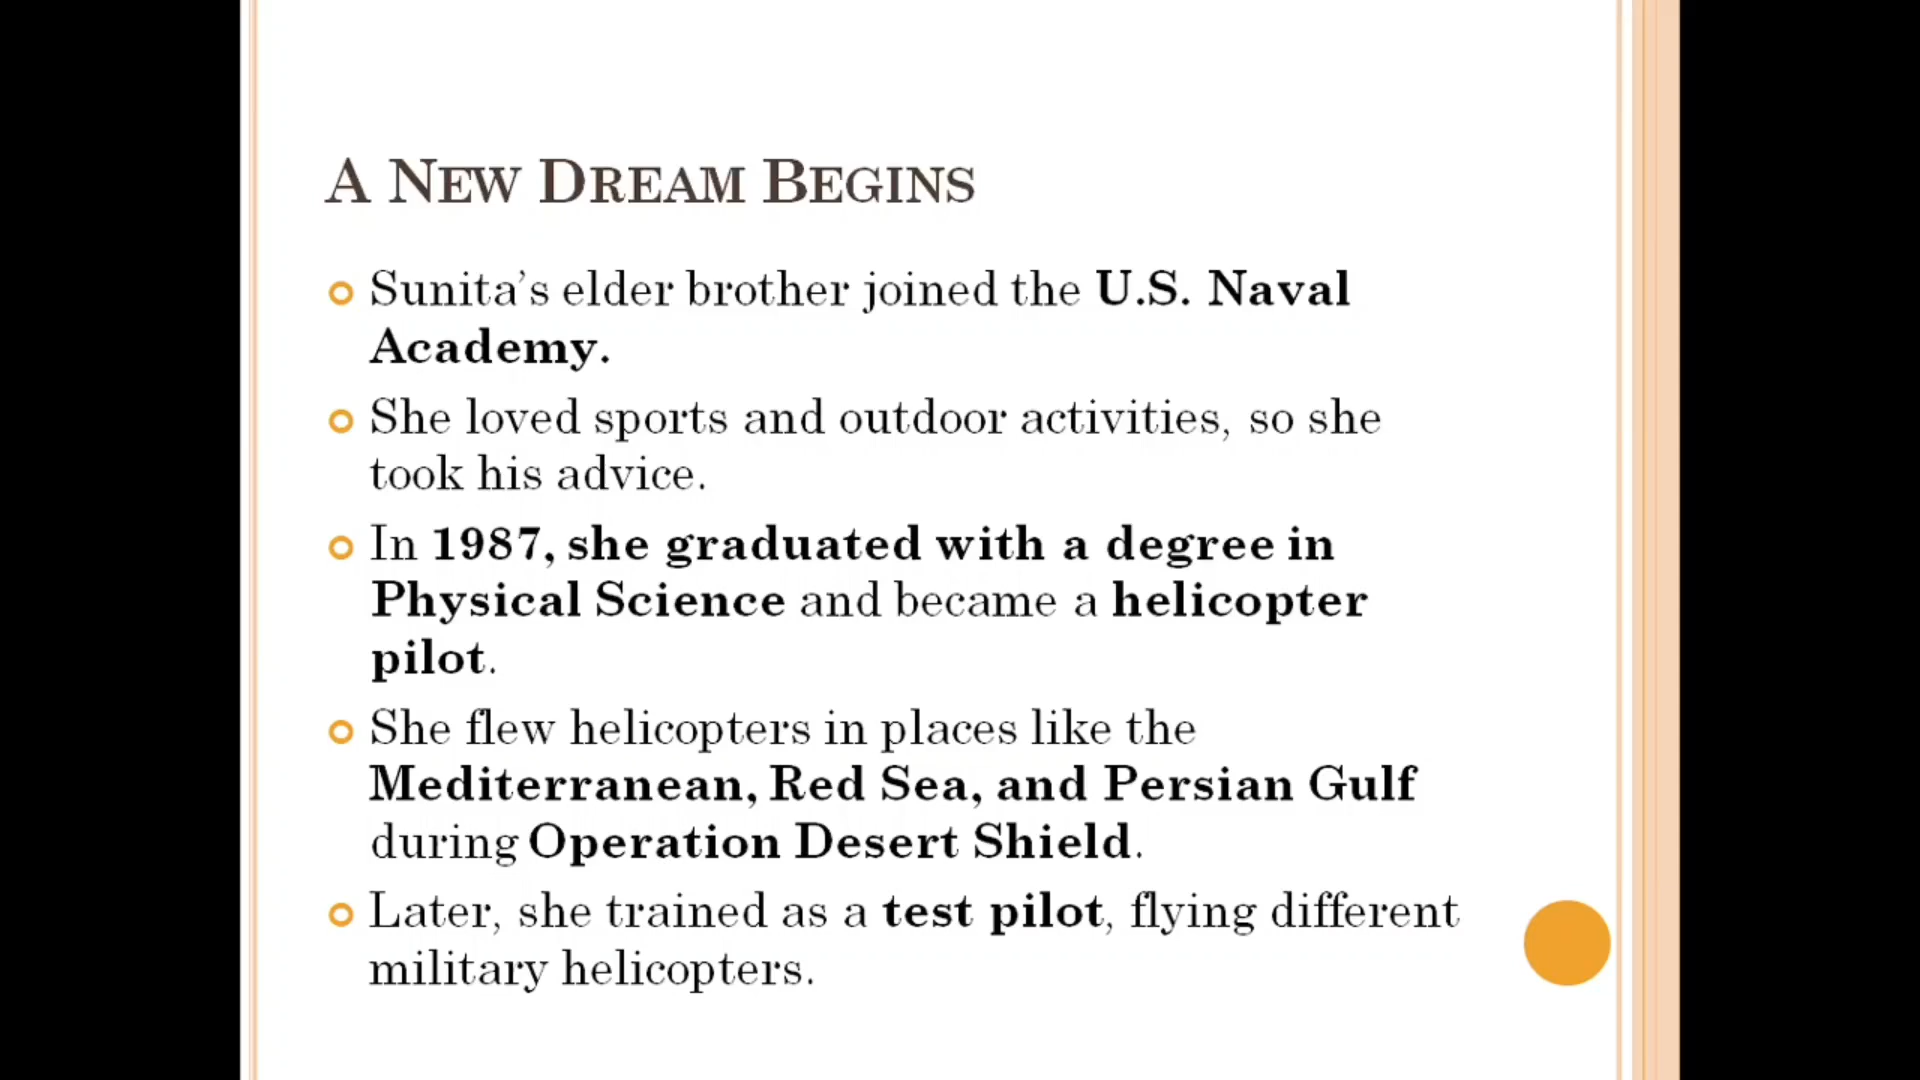 A New Dream Begins
Sunita's elder brother joined the U.S. Naval
Academy.
She loved sports and outdoor activities, so she
took his advice.
In 1987, she graduated with a degree in
Physical Science and became a helicopter
pilot.
She flew helicopters in places like the
Mediterranean, Red Sea, and Persian Gulf
during Operation Desert Shield.
Later, she trained as a test pilot, flying different
military helicopters.